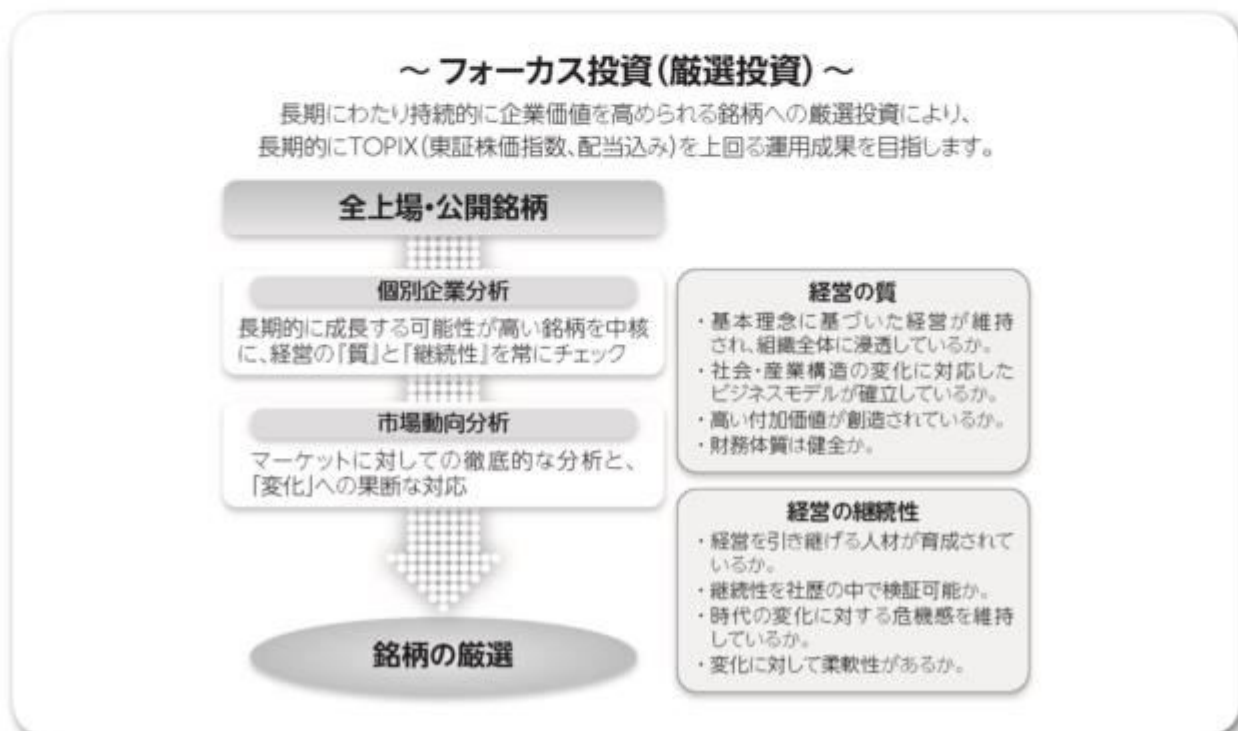 ～ フォーカス投資（厳選投資）～
長期にわたり持続的に企業価値を高められる銘柄への厳選投資により、
長期的にTOPIX（東証株価指数、配当込み）を上回る運用成果を目指します。
全上場・公開銘柄
個別企業分析
長期的に成長する可能性が高い銘柄を中核
に、経営の『質』と『継続性』を常にチェック
市場動向分析
マーケットに対しての徹底的な分析と、
「変化」への果断な対応
銘柄の厳選
経営の質
・基本理念に基づいた経営が維持
され、組織全体に浸透しているか。
・社会・産業構造の変化に対応した
ビジネスモデルが確立しているか。
・高い付加価値が創造されているか。
・財務体質は健全か。
経営の継続性
・経営を引き継げる人材が育成されて
いるか。
・継続性を社歴の中で検証可能か。
・時代の変化に対する危機感を維持
しているか。
・変化に対して柔軟性があるか。